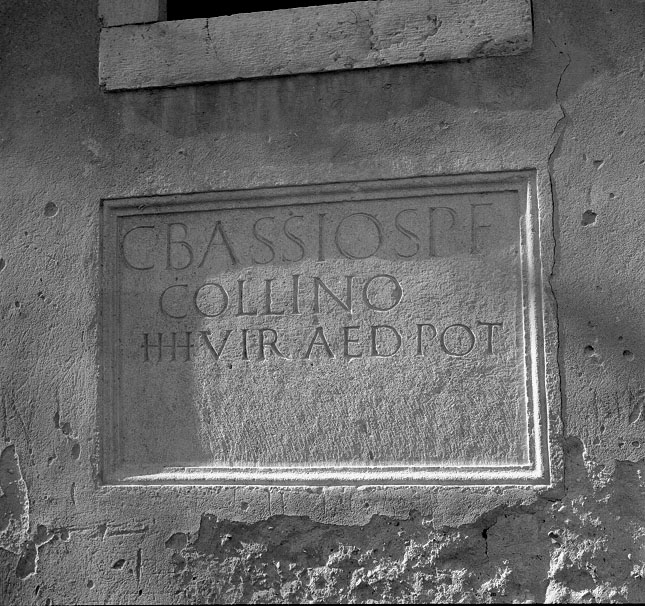 C BASSIO SP F
COLLINO
IIIIVIR AED POT